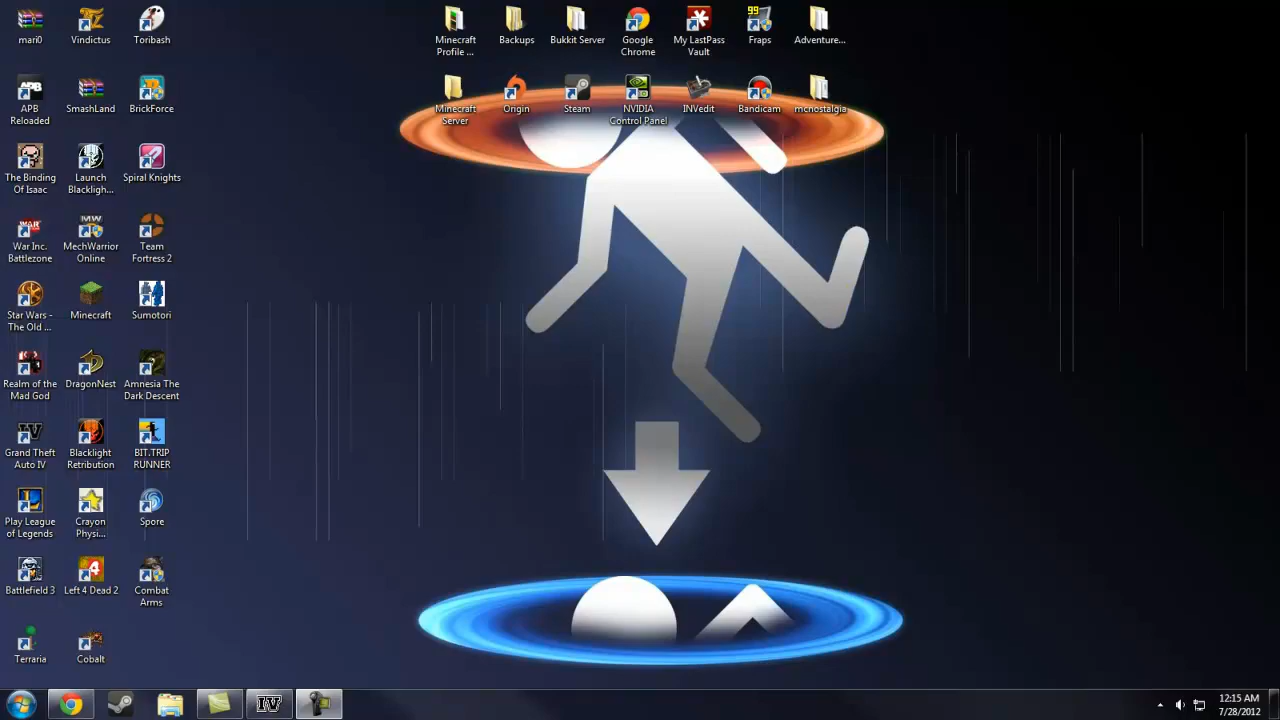 mari0
Vindictus
Toribash
APB
Reloaded
SmashLand
BrickForce
The Binding
Of Isaac
Launch
Blackligh...
Spiral Knights
War Inc.
Battlezone
MechWarrior
Online
Team
Fortress 2
Star Wars -
The Old ...
Minecraft
Sumotori
Realm of the
Mad God
DragonNest
Amnesia The
Dark Descent
Grand Theft
Auto IV
Blacklight
Retribution
BIT.TRIP
RUNNER
Play League
of Legends
Crayon
Physi...
Spore
Battlefield 3
Left 4 Dead 2
Combat
Arms
Terraria
Cobalt
Minecraft
Profile ...
Backups
Bukkit Server
Google
Chrome
My LastPass
Vault
99
Fraps
Adventure...
Minecraft
Server
Origin
Steam
NVIDIA
Control Panel
INVedit
Bandicam
mcnostalgia
IV
12:15 AM
7/28/2012